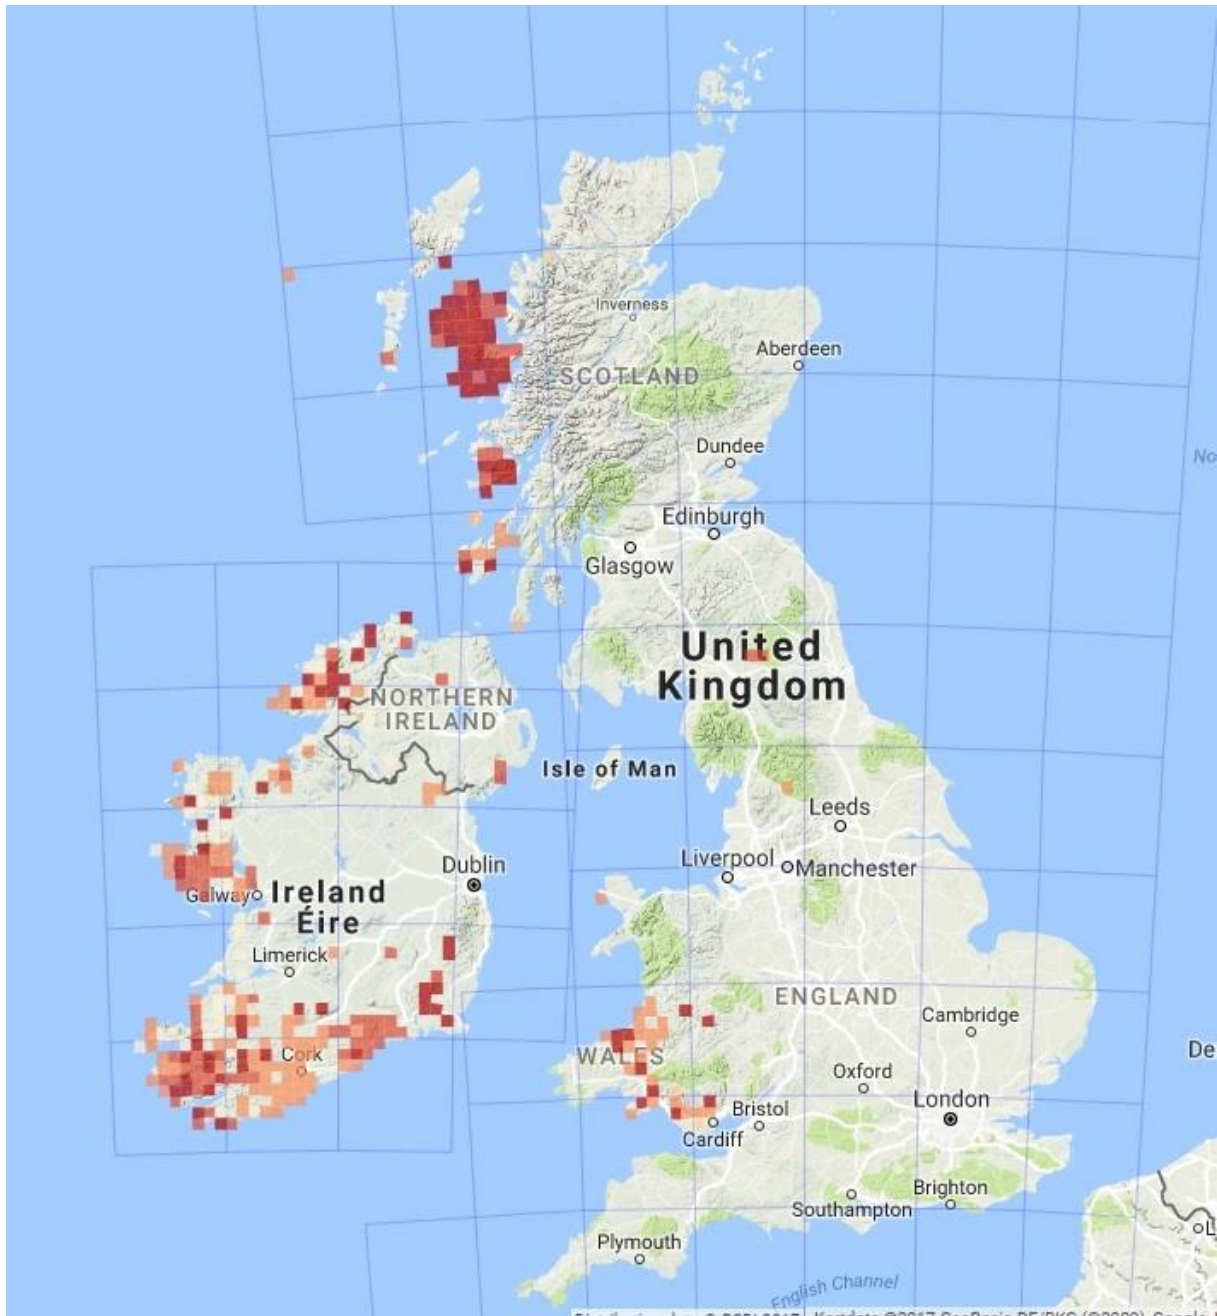 Inverness
Aberdeen
SCOTLAND
Dundee
No
Edinburgh
Glasgow
United
Kingdom
NORTHERN
IRELAND
Isle of Man
Leeds
Dublin
Liverpool
Manchester
Galway
Ireland
Éire
Limerick
ENGLAND
Cambridge
Cork
WALES
De
Oxford
London
Bristol
Cardiff
Brighton
Southampton
Plymouth
English Channel